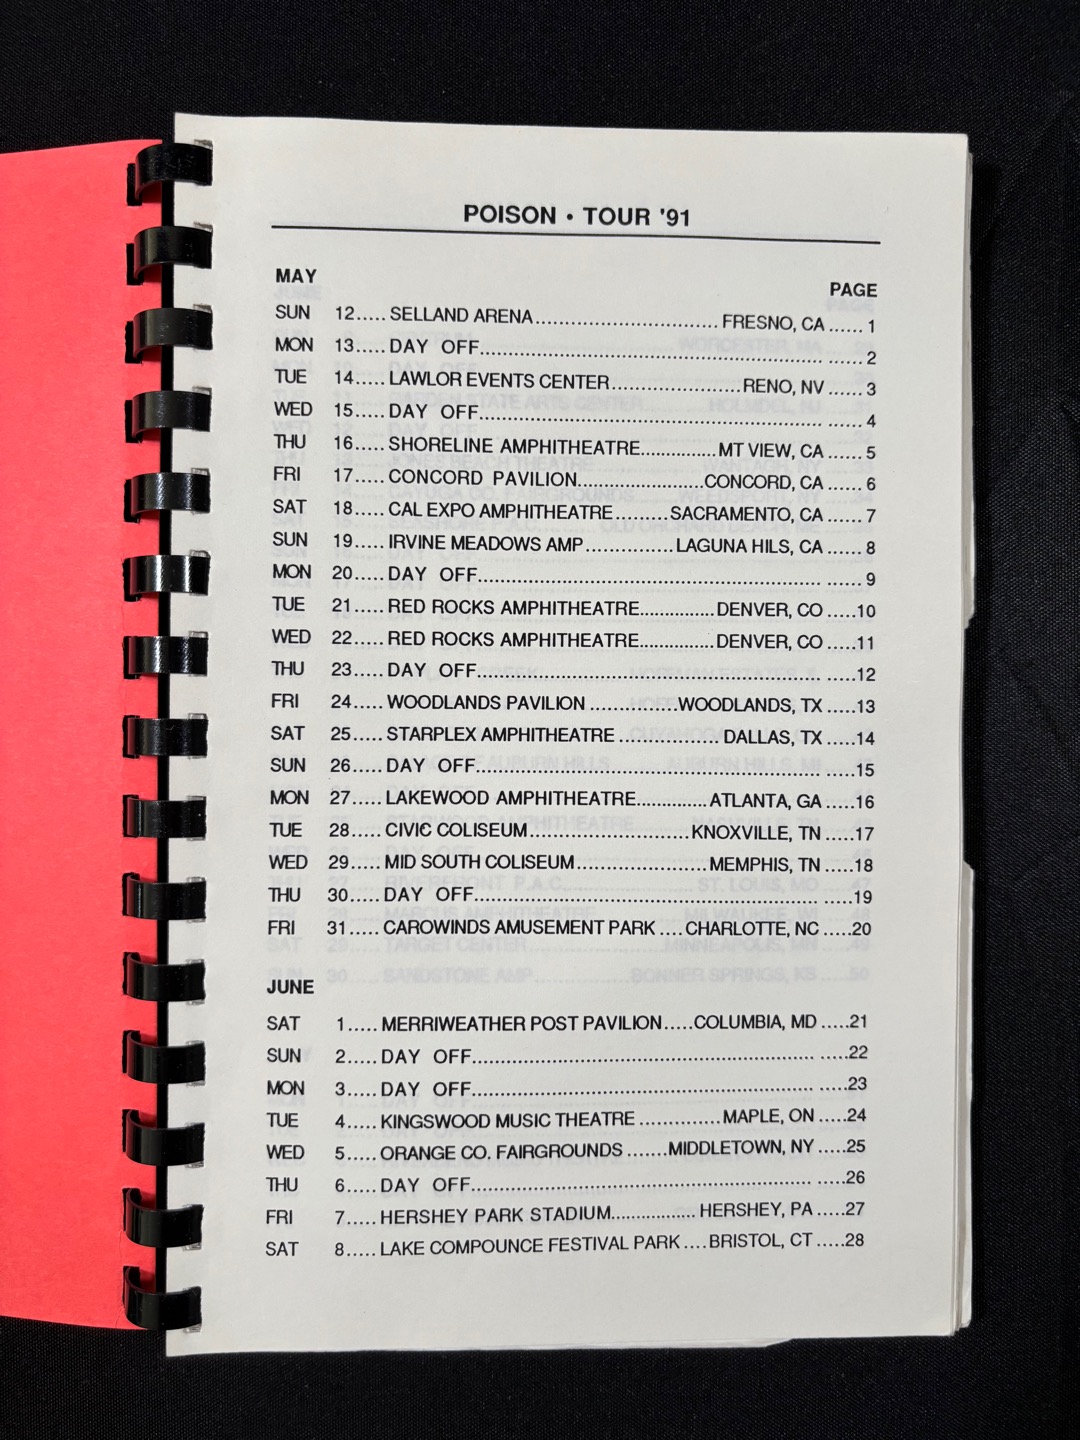 POISON • TOUR '91
MAY
PAGE
SUN 12..... SELLAND ARENA................................ FRESNO, CA ...... 1
MON 13..... DAY OFF............................................................ ...... 2
TUE 14..... LAWLOR EVENTS CENTER....................... RENO, NV ...... 3
WED 15..... DAY OFF............................................................ ...... 4
THU 16..... SHORELINE AMPHITHEATRE.............. MT VIEW, CA ...... 5
FRI 17..... CONCORD PAVILION.......................CONCORD, CA ...... 6
SAT 18..... CAL EXPO AMPHITHEATRE..........SACRAMENTO, CA ...... 7
SUN 19..... IRVINE MEADOWS AMP................ LAGUNA HILS, CA ...... 8
MON 20..... DAY OFF............................................................ ...... 9
TUE 21..... RED ROCKS AMPHITHEATRE.............. DENVER, CO .....10
WED 22..... RED ROCKS AMPHITHEATRE.............. DENVER, CO .....11
THU 23..... DAY OFF............................................................ .....12
FRI 24..... WOODLANDS PAVILION ................WOODLANDS, TX .....13
SAT 25..... STARPLEX AMPHITHEATRE .................. DALLAS, TX .....14
SUN 26..... DAY OFF............................................................ .....15
MON 27..... LAKEWOOD AMPHITHEATRE............. ATLANTA, GA .....16
TUE 28..... CIVIC COLISEUM............................. KNOXVILLE, TN .....17
WED 29..... MID SOUTH COLISEUM....................... MEMPHIS, TN .....18
THU 30..... DAY OFF............................................................ .....19
FRI 31..... CAROWINDS AMUSEMENT PARK .... CHARLOTTE, NC .....20
JUNE
SAT 1..... MERRIWEATHER POST PAVILION.....COLUMBIA, MD .....21
SUN 2..... DAY OFF............................................................ .....22
MON 3..... DAY OFF............................................................ .....23
TUE 4..... KINGSWOOD MUSIC THEATRE .............. MAPLE, ON .....24
WED 5..... ORANGE CO. FAIRGROUNDS .......MIDDLETOWN, NY .....25
THU 6..... DAY OFF............................................................ .....26
FRI 7..... HERSHEY PARK STADIUM................ HERSHEY, PA .....27
SAT 8..... LAKE COMPOUNCE FESTIVAL PARK ....BRISTOL, CT .....28